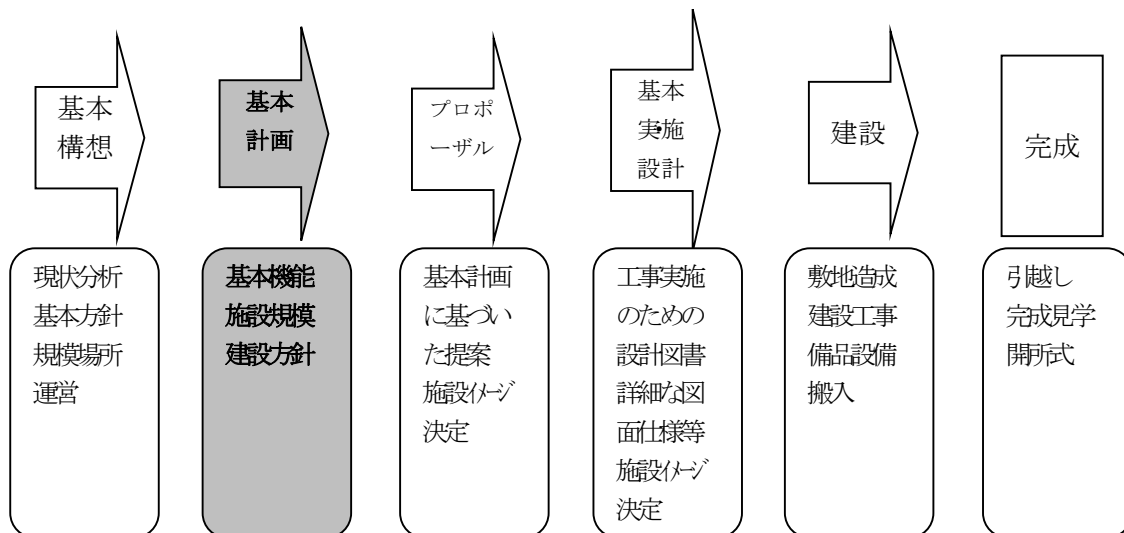 基本
構想
基本
計画
プロポ
ーザル
基本
実・施
設計
建設
完成
現状分析
基本方針
規模場所
運営
基本機能
施設規模
建設方針
基本計画
に基づい
た提案
施設イメージ
決定
工事実施
のための
設計図書
詳細な図
面仕様等
施設イメージ
決定
敷地造成
建設工事
備品設備
搬入
引越し
完成見学
開所式